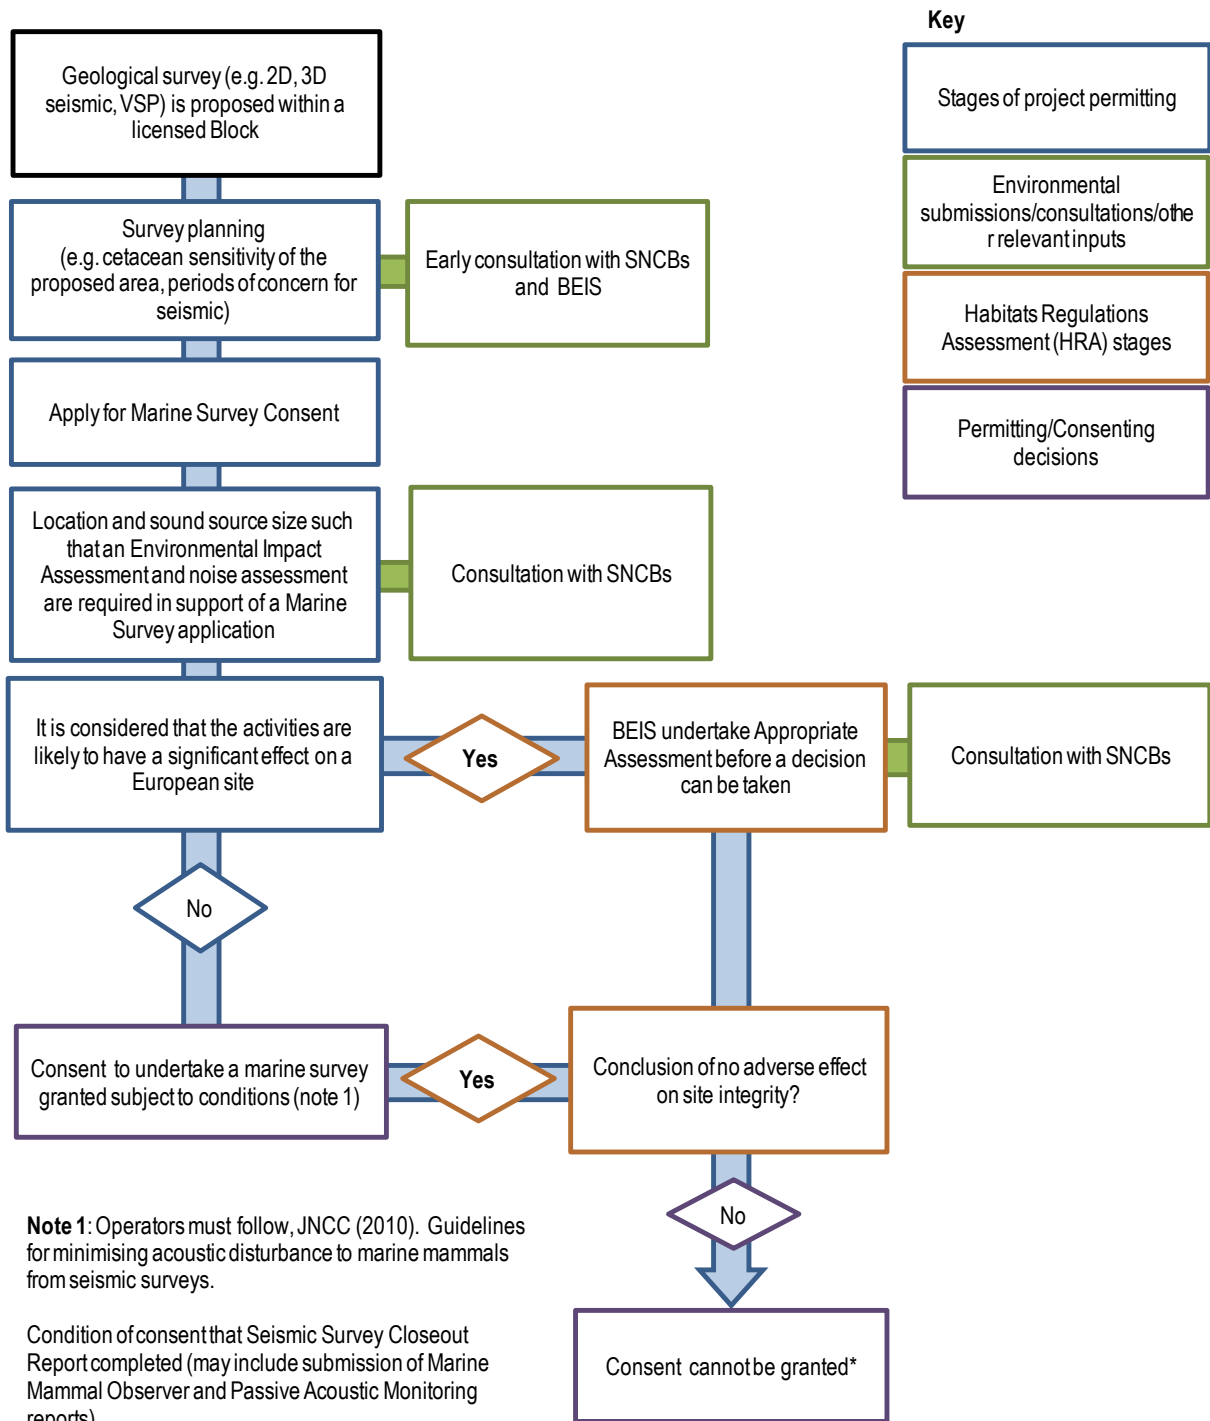 Key
Geological survey (e.g. 2D, 3D
seismic, VSP) is proposed within a
licensed Block
Stages of project permitting
Survey planning
(e.g. cetacean sensitivity of the
proposed area, periods of concern for
seismic)
Early consultation with SNCBs
and BEIS
Environmental
submissions/consultations/othe
r relevant inputs
Habitats Regulations
Assessment (HRA) stages
Apply for Marine Survey Consent
Permitting/Consenting
decisions
Location and sound source size such
that an Environmental Impact
Assessment and noise assessment
are required in support of a Marine
Survey application
Consultation with SNCBs
It is considered that the activities are
likely to have a significant effect on a
European site
Yes
BEIS undertake Appropriate
Assessment before a decision
can be taken
Consultation with SNCBs
No
Consent to undertake a marine survey
granted subject to conditions (note 1)
Yes
Conclusion of no adverse effect
on site integrity?
No
Note 1: Operators must follow, JNCC (2010). Guidelines
for minimising acoustic disturbance to marine mammals
from seismic surveys.
Condition of consent that Seismic Survey Closeout
Report completed (may include submission of Marine
Mammal Observer and Passive Acoustic Monitoring
reports)
Consent cannot be granted*